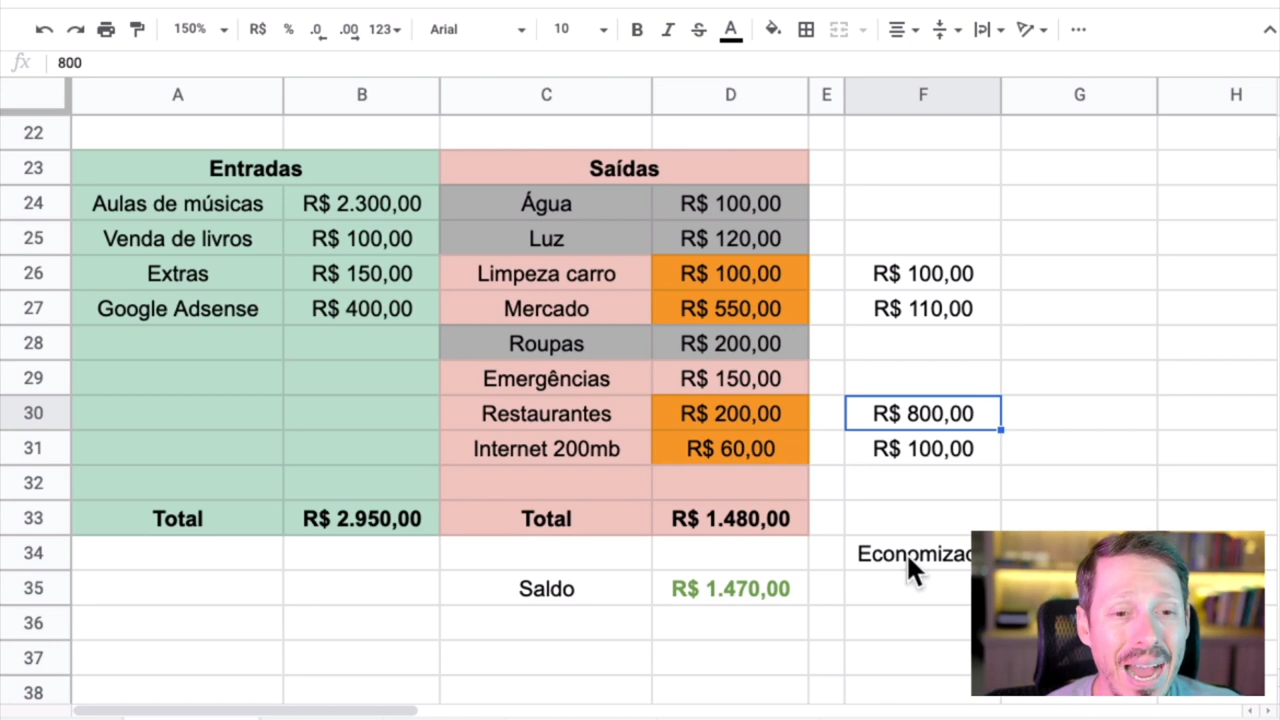 150% R$ % .0 .00 123 Arial 10 B I S A
fx 800
A B C D E F G H
22
23 Entradas Saídas
24 Aulas de músicas R$ 2.300,00 Água R$ 100,00
25 Venda de livros R$ 100,00 Luz R$ 120,00
26 Extras R$ 150,00 Limpeza carro R$ 100,00 R$ 100,00
27 Google Adsense R$ 400,00 Mercado R$ 550,00 R$ 110,00
28 Roupas R$ 200,00
29 Emergências R$ 150,00
30 Restaurantes R$ 200,00 R$ 800,00
31 Internet 200mb R$ 60,00 R$ 100,00
32
33 Total R$ 2.950,00 Total R$ 1.480,00
34 Economizac
35 Saldo R$ 1.470,00
36
37
38